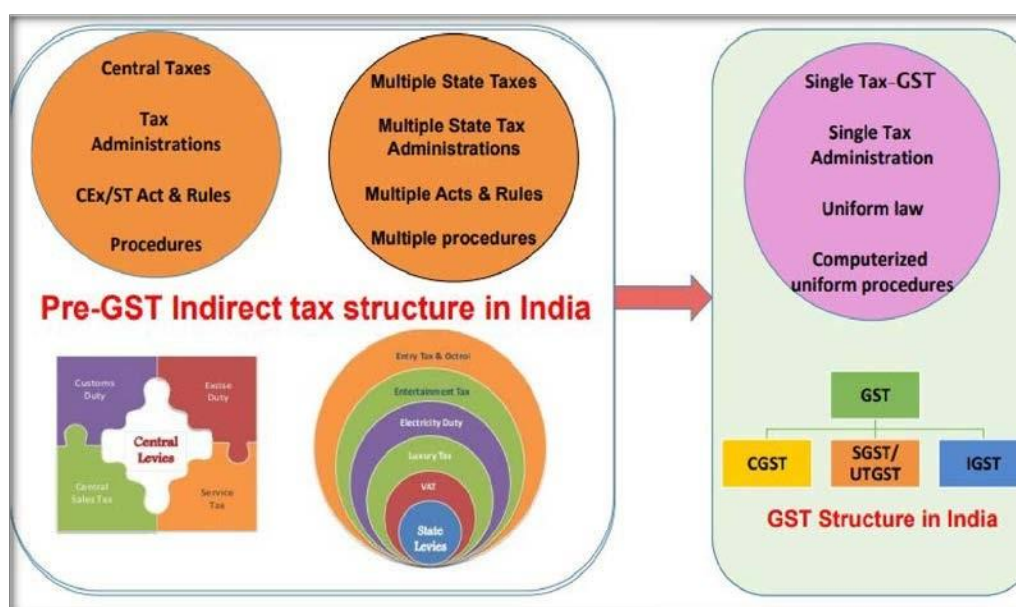 Central Taxes
Tax
Administrations
CEx/ST Act & Rules
Procedures
Multiple State Taxes
Multiple State Tax
Administrations
Multiple Acts & Rules
Multiple procedures
Pre-GST Indirect tax structure in India
Customs
Duty
Excise
Duty
Central
Levies
Central
Sales Tax
Service
Tax
Entry Tax & Octroi
Entertainment Tax
Electricity Duty
Luxury Tax
VAT
State
Levies
Single Tax-GST
Single Tax
Administration
Uniform law
Computerized
uniform procedures
GST
CGST
SGST/
UTGST
IGST
GST Structure in India